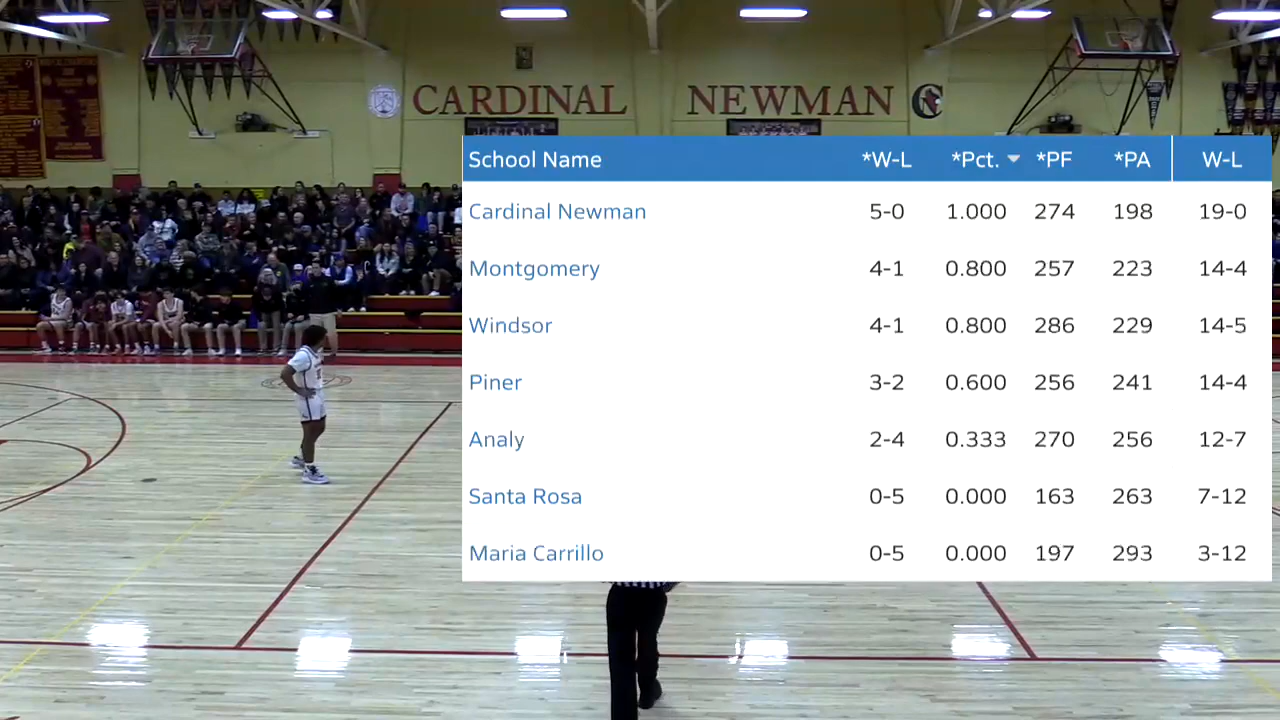 CARDINAL NEWMAN
School Name *W-L *Pct. *PF *PA W-L
Cardinal Newman 5-0 1.000 274 198 19-0
Montgomery 4-1 0.800 257 223 14-4
Windsor 4-1 0.800 286 229 14-5
Piner 3-2 0.600 256 241 14-4
Analy 2-4 0.333 270 256 12-7
Santa Rosa 0-5 0.000 163 263 7-12
Maria Carrillo 0-5 0.000 197 293 3-12